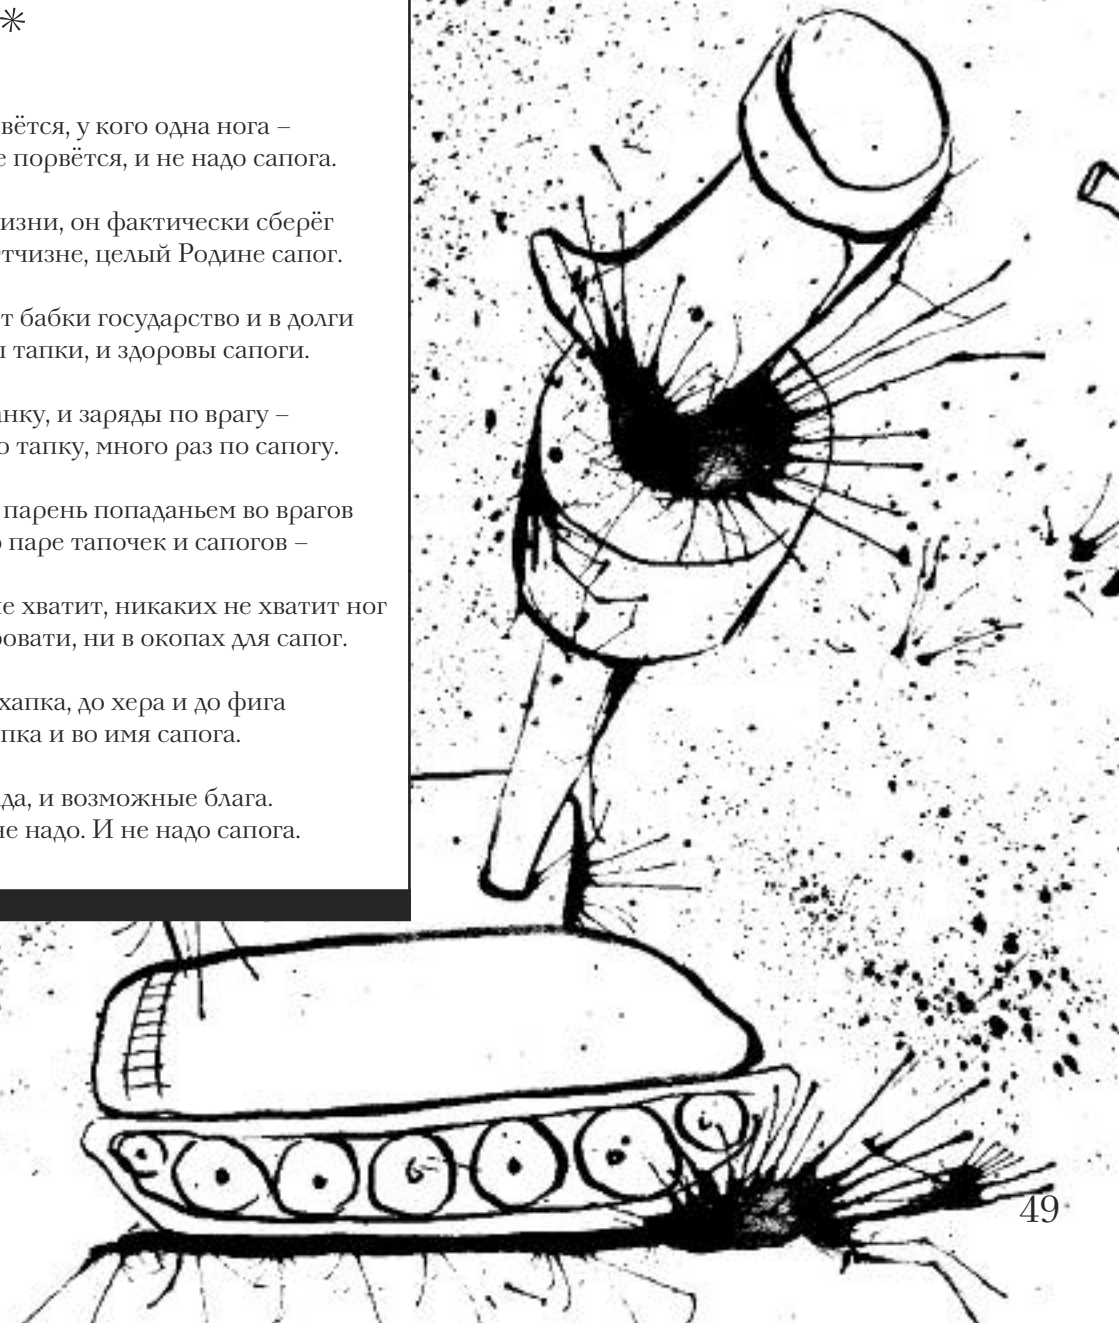 *
вётся, у кого одна нога –
е порвётся, и не надо сапога.
изни, он фактически сберёг
тчизне, целый Родине сапог.
т бабки государство и в долги
ы тапки, и здоровы сапоги.
анку, и заряды по врагу –
о тапку, много раз по сапогу.
парень попаданьем во врагов
о паре тапочек и сапогов –
не хватит, никаких не хватит ног
ровати, ни в окопах для сапог.
хапка, до хера и до фига
пка и во имя сапога.
да, и возможные блага.
не надо. И не надо сапога.
49